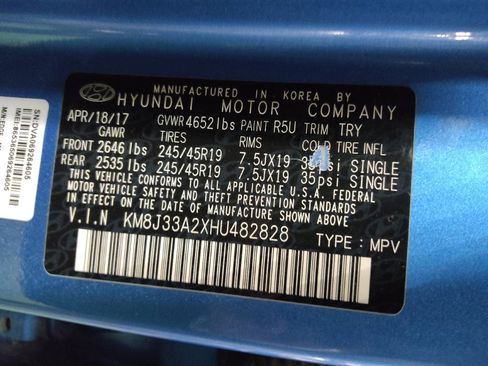 MANUFACTURED IN KOREA BY
HYUNDAI MOTOR COMPANY
APR/18/17 GVWR 4652 lbs PAINT R5U TRIM TRY
GAWR TIRES RIMS COLD TIRE INFL
FRONT 2646 lbs 245/45R19 7.5JX19 SINGLE
REAR 2535 lbs 245/45R19 7.5JX19 35psi SINGLE
THIS VEHICLE CONFORMS TO ALL APPLICABLE U.S.A. FEDERAL
MOTOR VEHICLE SAFETY, BUMPER, AND THEFT PREVENTION STANDARDS
IN EFFECT ON THE DATE OF MANUFACTURE SHOWN ABOVE.
V.I.N KM8J33A2XHU482828 TYPE : MPV